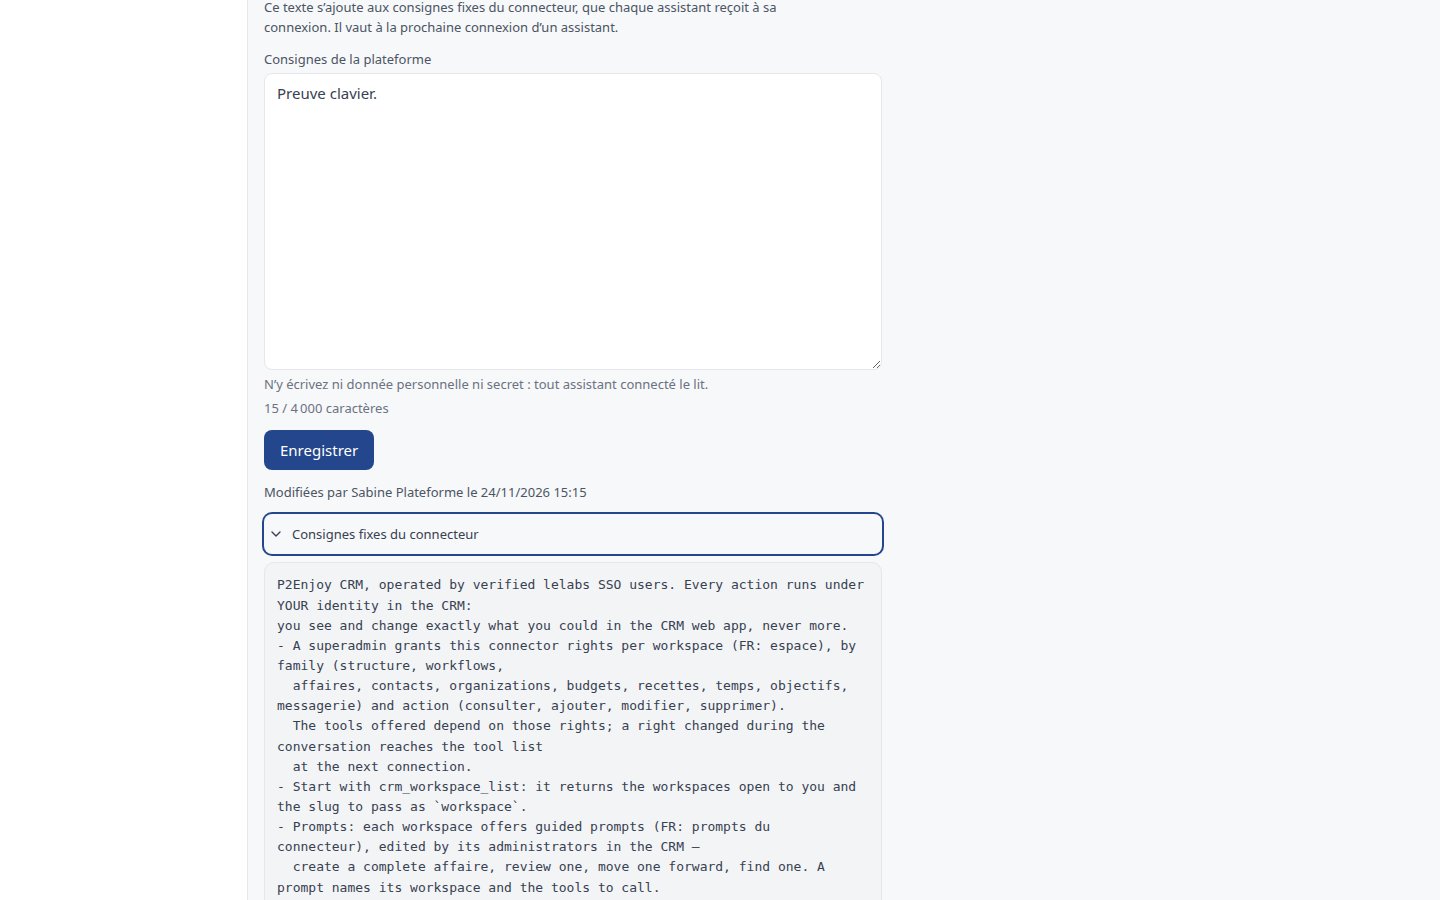 Ce texte s’ajoute aux consignes fixes du connecteur, que chaque assistant reçoit à sa
connexion. Il vaut à la prochaine connexion d’un assistant.
Consignes de la plateforme
Preuve clavier.
N’y écrivez ni donnée personnelle ni secret : tout assistant connecté le lit.
15 / 4 000 caractères
Enregistrer
Modifiées par Sabine Plateforme le 24/11/2026 15:15
Consignes fixes du connecteur
P2Enjoy CRM, operated by verified lelabs SSO users. Every action runs under
YOUR identity in the CRM:
you see and change exactly what you could in the CRM web app, never more.
- A superadmin grants this connector rights per workspace (FR: espace), by
family (structure, workflows,
  affaires, contacts, organizations, budgets, recettes, temps, objectifs,
messagerie) and action (consulter, ajouter, modifier, supprimer).
  The tools offered depend on those rights; a right changed during the
conversation reaches the tool list
  at the next connection.
- Start with crm_workspace_list: it returns the workspaces open to you and
the slug to pass as `workspace`.
- Prompts: each workspace offers guided prompts (FR: prompts du
connecteur), edited by its administrators in the CRM —
  create a complete affaire, review one, move one forward, find one. A
prompt names its workspace and the tools to call.